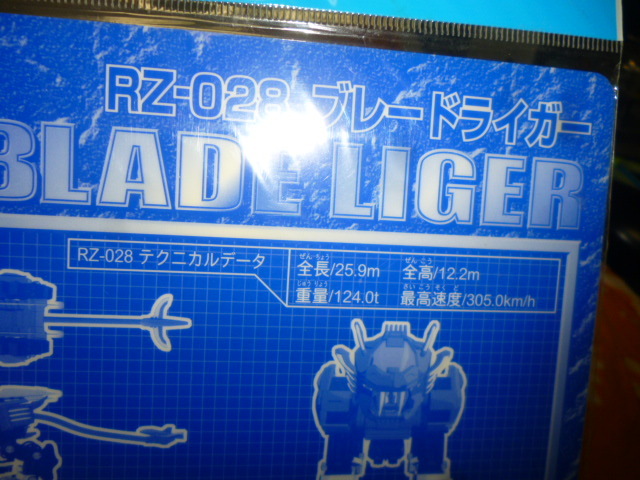 RZ-028 ブレードライガー
BLADE LIGER
RZ-028 テクニカルデータ
ぜんちょう ぜんこう
全長/25.9m 全高/12.2m
じゅうりょう さいこうそくど
重量/124.0t 最高速度/305.0km/h